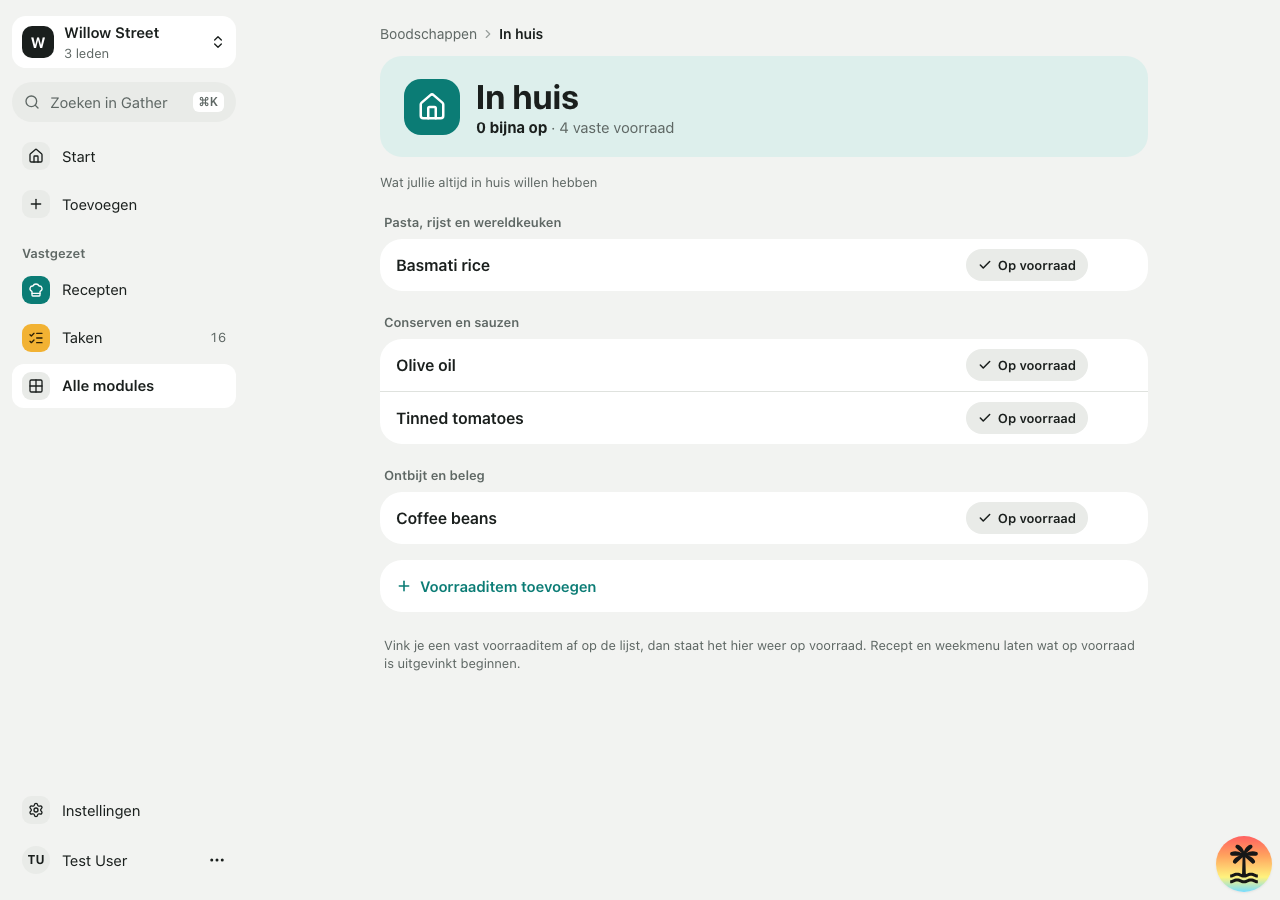 W
Willow Street
3 leden
Zoeken in Gather
⌘K
Start
Toevoegen
Vastgezet
Recepten
Taken
16
Alle modules
Instellingen
TU
Test User
Boodschappen
In huis
In huis
0 bijna op · 4 vaste voorraad
Wat jullie altijd in huis willen hebben
Pasta, rijst en wereldkeuken
Basmati rice
Op voorraad
Conserven en sauzen
Olive oil
Op voorraad
Tinned tomatoes
Op voorraad
Ontbijt en beleg
Coffee beans
Op voorraad
Voorraaditem toevoegen
Vink je een vast voorraaditem af op de lijst, dan staat het hier weer op voorraad. Recept en weekmenu laten wat op voorraad
is uitgevinkt beginnen.